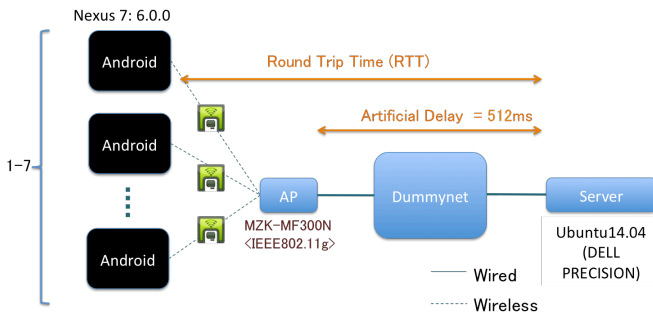 Nexus 7: 6.0.0
Android
Round Trip Time (RTT)
Artificial Delay = 512ms
Android
1-7
AP
Dummynet
Server
MZK-MF300N
<IEEE802.11g>
Android
Ubuntu14.04
(DELL
PRECISION)
Wired
Wireless